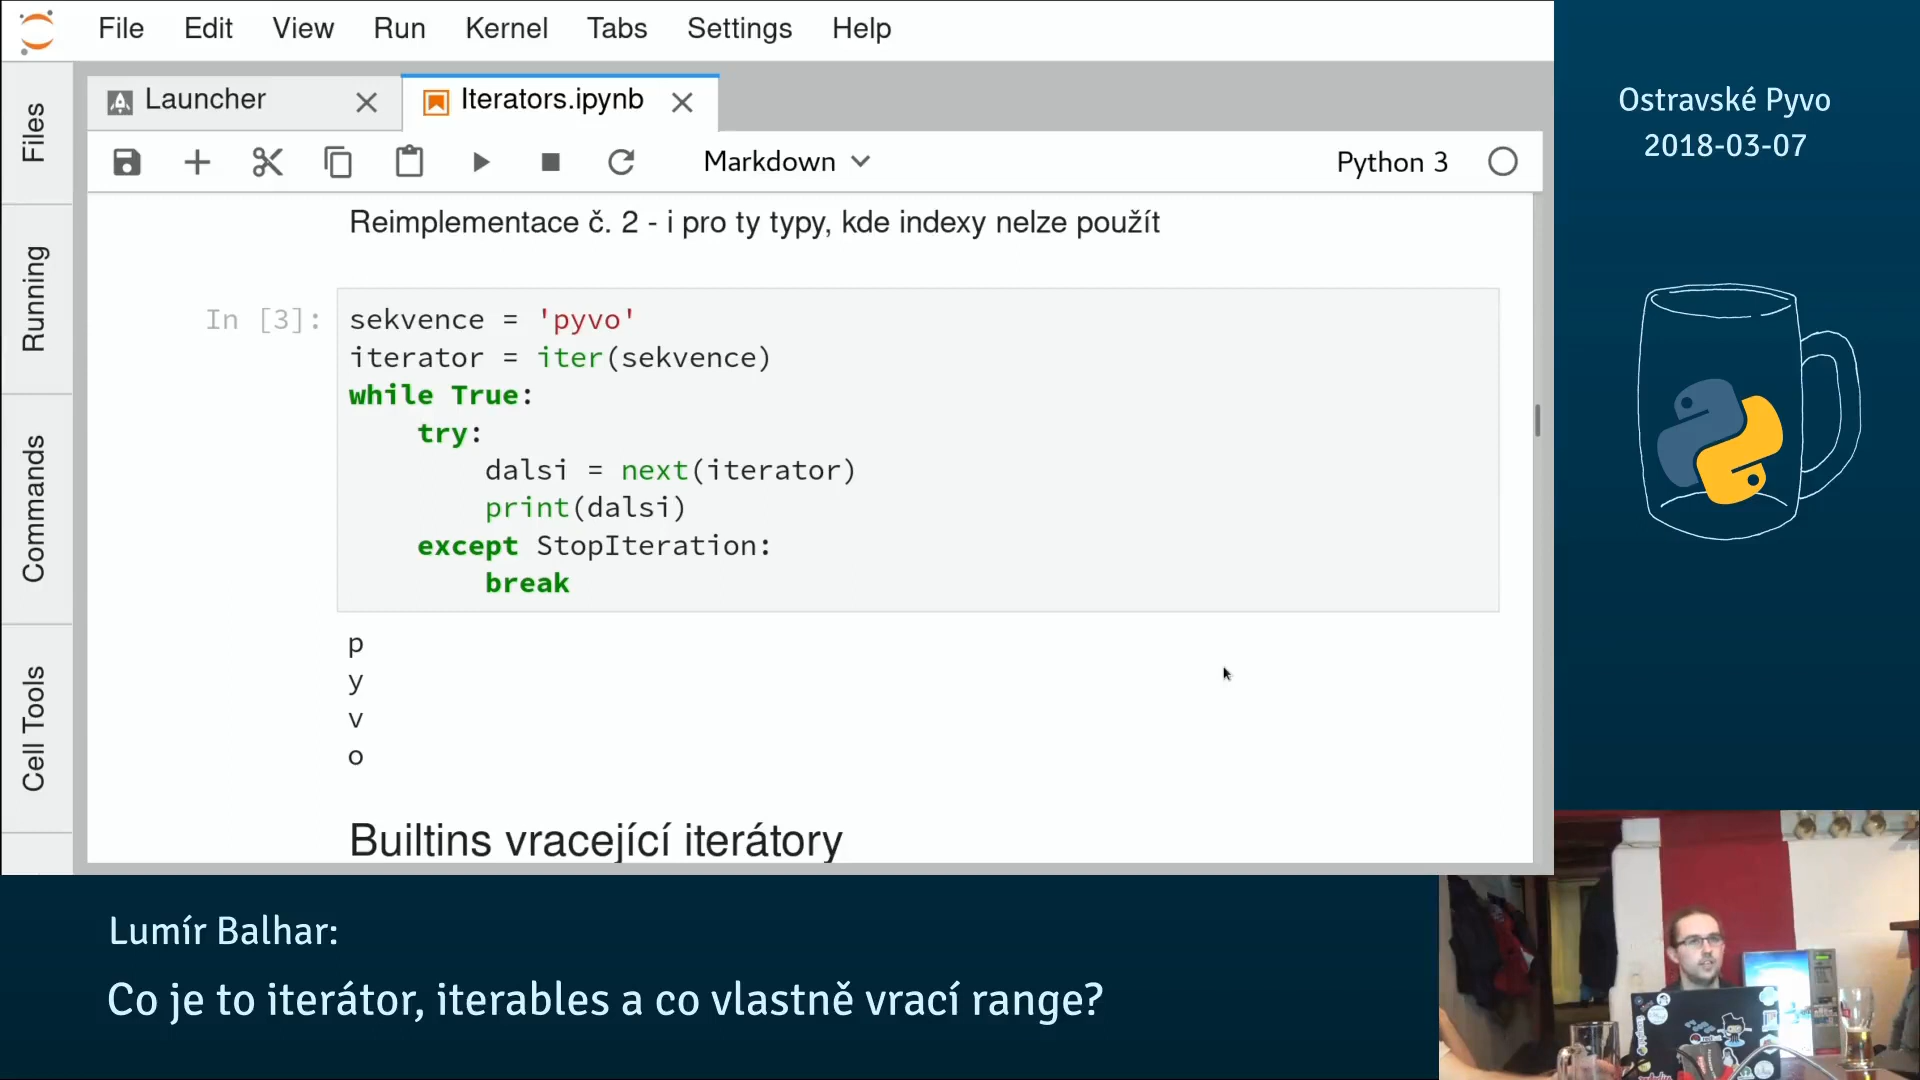 File Edit View Run Kernel Tabs Settings Help
Launcher
Iterators.ipynb
Markdown
Python 3
Files
Running
Commands
Cell Tools
Reimplementace č. 2 - i pro ty typy, kde indexy nelze použít
In [3]:
sekvence = 'pyvo'
iterator = iter(sekvence)
while True:
    try:
        dalsi = next(iterator)
        print(dalsi)
    except StopIteration:
        break
p
y
v
o
Builtins vracející iterátory
Ostravské Pyvo
2018-03-07
Lumír Balhar:
Co je to iterátor, iterables a co vlastně vrací range?